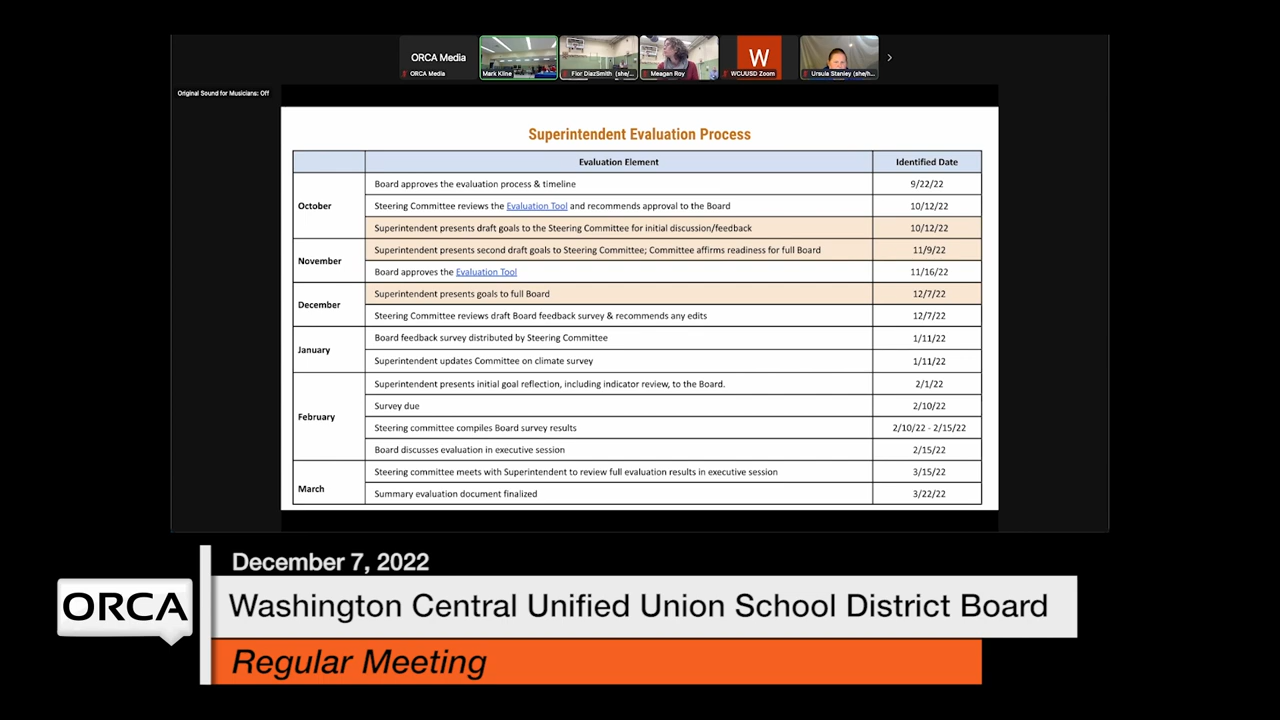 ORCA Media
ORCA Media
Mark Kline
Flor DiazSmith (she/...
Meagan Roy
W
WCUUSD Zoom
Ursula Stanley (she/h...
Original Sound for Musicians: Off
Superintendent Evaluation Process
Evaluation Element Identified Date
October
Board approves the evaluation process & timeline 9/22/22
Steering Committee reviews the Evaluation Tool and recommends approval to the Board 10/12/22
Superintendent presents draft goals to the Steering Committee for initial discussion/feedback 10/12/22
November
Superintendent presents second draft goals to Steering Committee; Committee affirms readiness for full Board 11/9/22
Board approves the Evaluation Tool 11/16/22
December
Superintendent presents goals to full Board 12/7/22
Steering Committee reviews draft Board feedback survey & recommends any edits 12/7/22
January
Board feedback survey distributed by Steering Committee 1/11/22
Superintendent updates Committee on climate survey 1/11/22
February
Superintendent presents initial goal reflection, including indicator review, to the Board. 2/1/22
Survey due 2/10/22
Steering committee compiles Board survey results 2/10/22 - 2/15/22
Board discusses evaluation in executive session 2/15/22
March
Steering committee meets with Superintendent to review full evaluation results in executive session 3/15/22
Summary evaluation document finalized 3/22/22
December 7, 2022
ORCA
Washington Central Unified Union School District Board
Regular Meeting